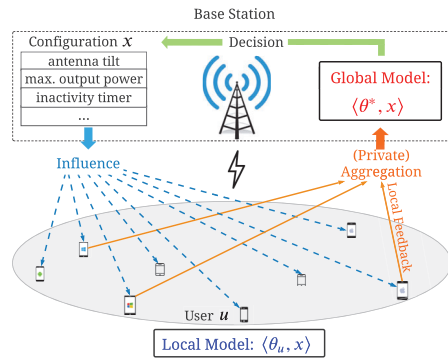 Base Station
Configuration x
antenna tilt
max. output power
inactivity timer
...
Decision
Global Model:
⟨θ*, x⟩
Influence
(Private)
Aggregation
Local Feedback
User u
Local Model: ⟨θᵤ, x⟩